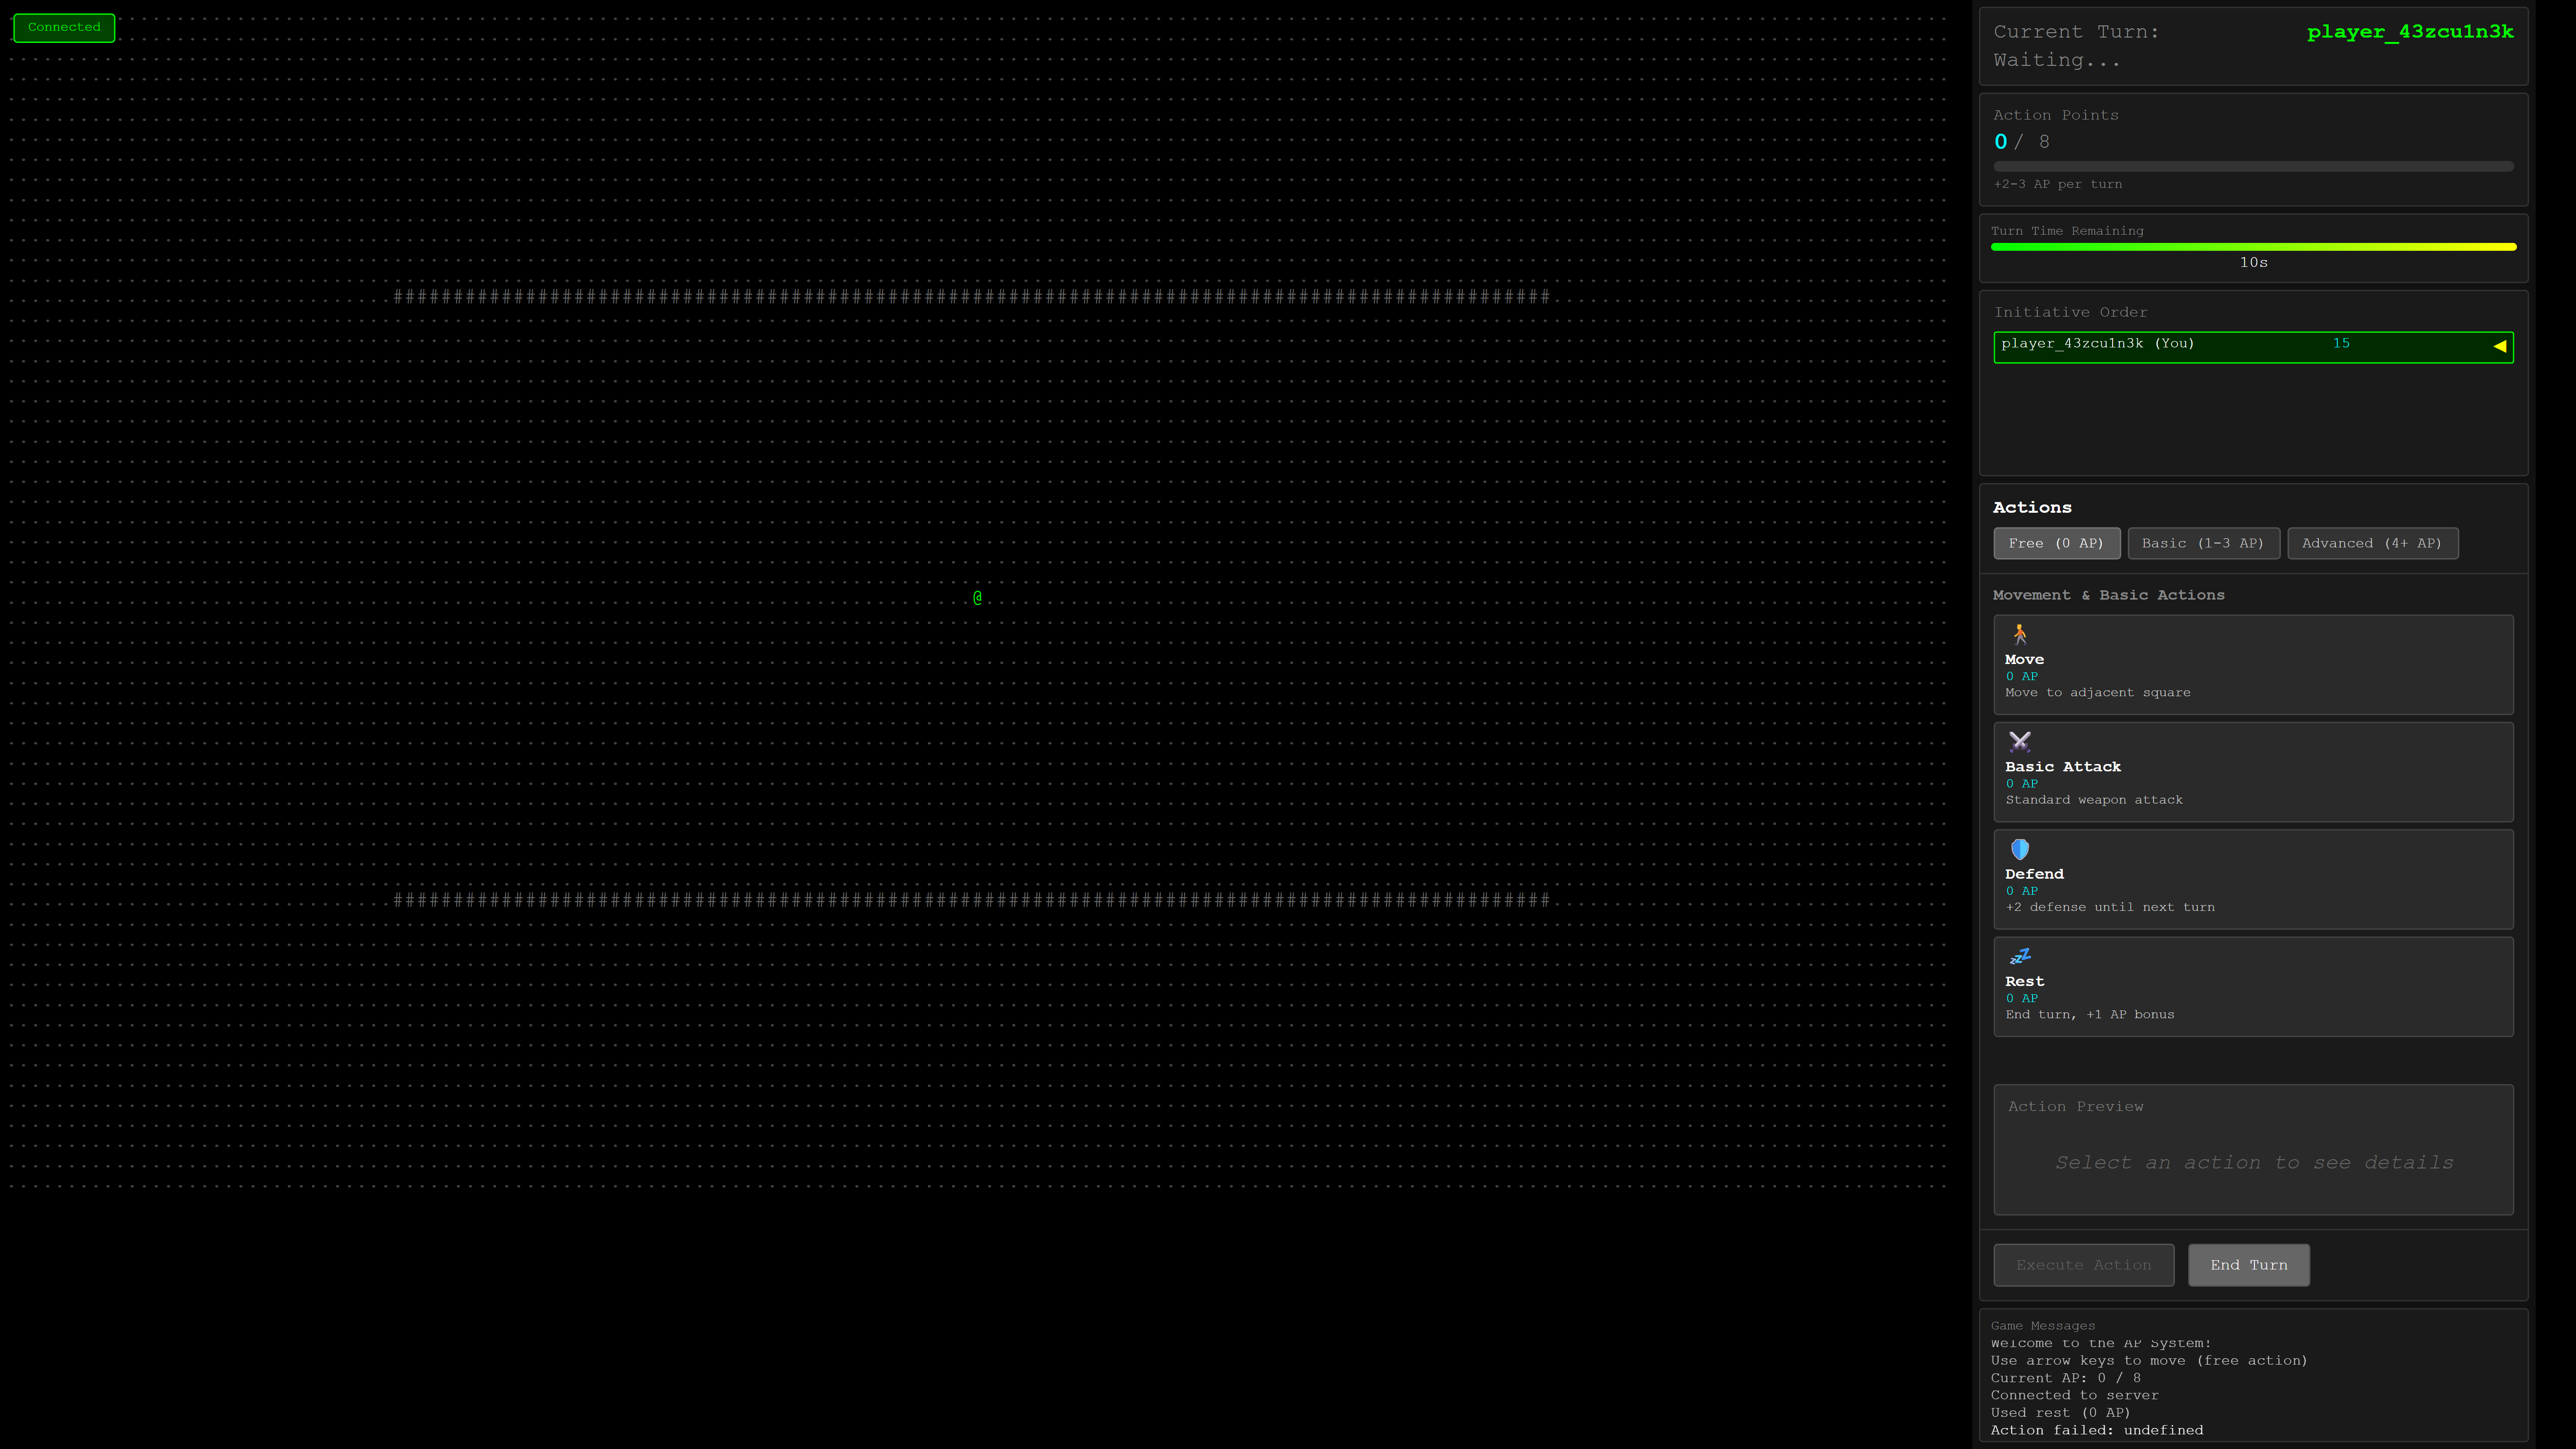 Connected
################################################################################################
@
################################################################################################
Current Turn: player_43zcu1n3k
Waiting...
Action Points
0 / 8
+2-3 AP per turn
Turn Time Remaining
10s
Initiative Order
player_43zcu1n3k (You) 15 ◀
Actions
Free (0 AP) Basic (1-3 AP) Advanced (4+ AP)
Movement & Basic Actions
Move
0 AP
Move to adjacent square
Basic Attack
0 AP
Standard weapon attack
Defend
0 AP
+2 defense until next turn
Rest
0 AP
End turn, +1 AP bonus
Action Preview
Select an action to see details
Execute Action End Turn
Game Messages
Welcome to the AP System!
Use arrow keys to move (free action)
Current AP: 0 / 8
Connected to server
Used rest (0 AP)
Action failed: undefined